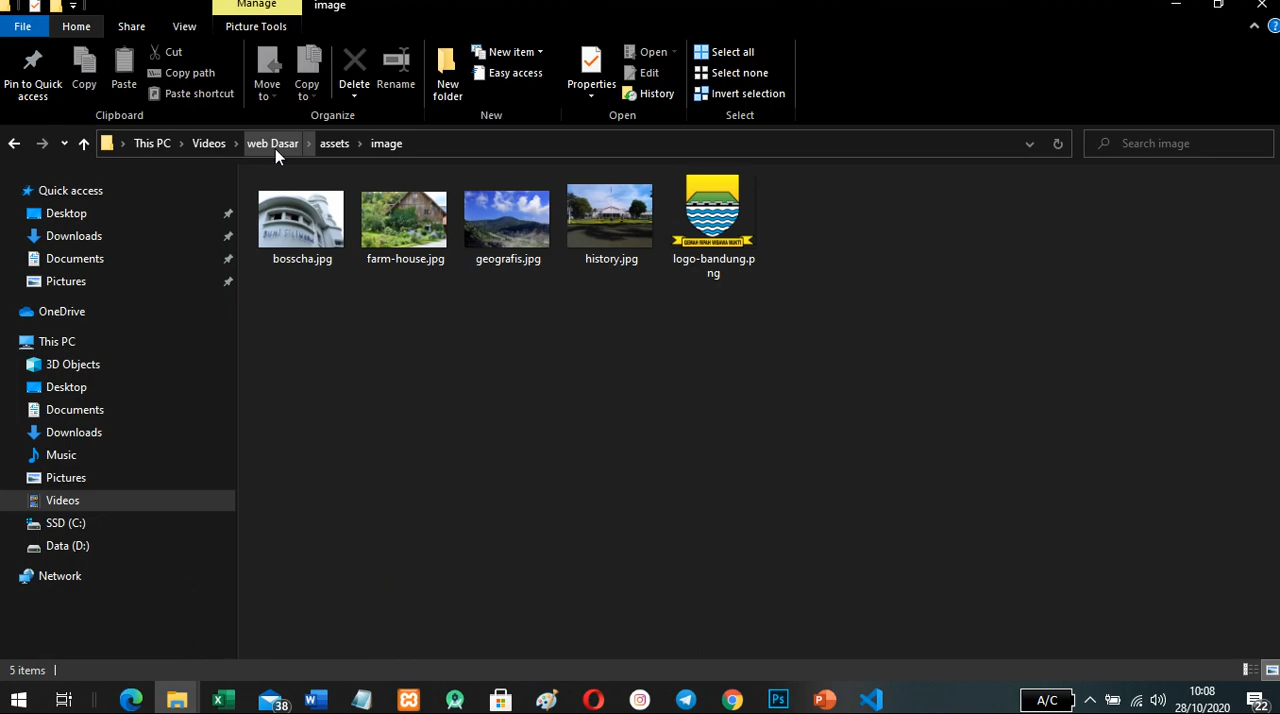 Manage
image
File
Home
Share
View
Picture Tools
Pin to Quick access
Copy
Paste
Cut
Copy path
Paste shortcut
Clipboard
Move to
Copy to
Delete
Rename
Organize
New folder
New item
Easy access
New
Properties
Open
Edit
History
Open
Select all
Select none
Invert selection
Select
This PC
Videos
web Dasar
assets
image
Search image
Quick access
Desktop
Downloads
Documents
Pictures
OneDrive
This PC
3D Objects
Desktop
Documents
Downloads
Music
Pictures
Videos
SSD (C:)
Data (D:)
Network
bosscha.jpg
farm-house.jpg
geografis.jpg
history.jpg
GEMAH RIPAH WIBAWA MUKTI
logo-bandung.p
ng
5 items
38
A/C
10:08
28/10/2020
22